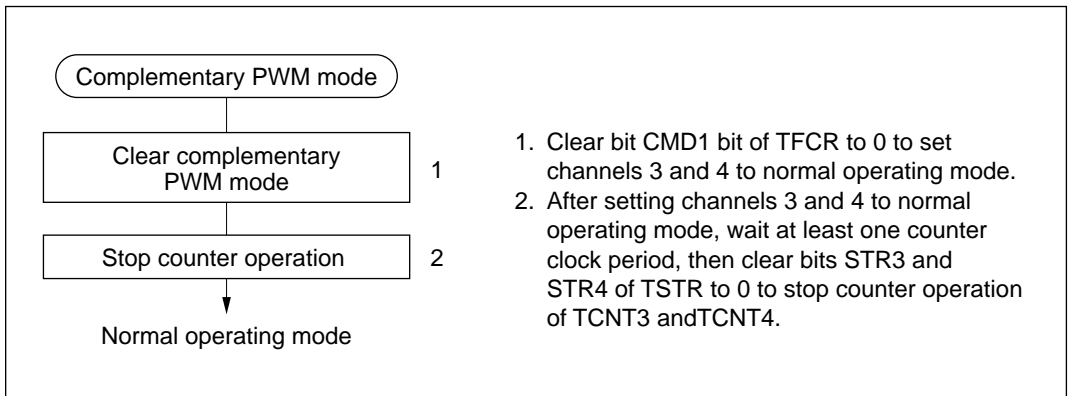 Complementary PWM mode
Clear complementary
PWM mode
1
Stop counter operation
2
Normal operating mode
1. Clear bit CMD1 bit of TFCR to 0 to set
channels 3 and 4 to normal operating mode.
2. After setting channels 3 and 4 to normal
operating mode, wait at least one counter
clock period, then clear bits STR3 and
STR4 of TSTR to 0 to stop counter operation
of TCNT3 andTCNT4.